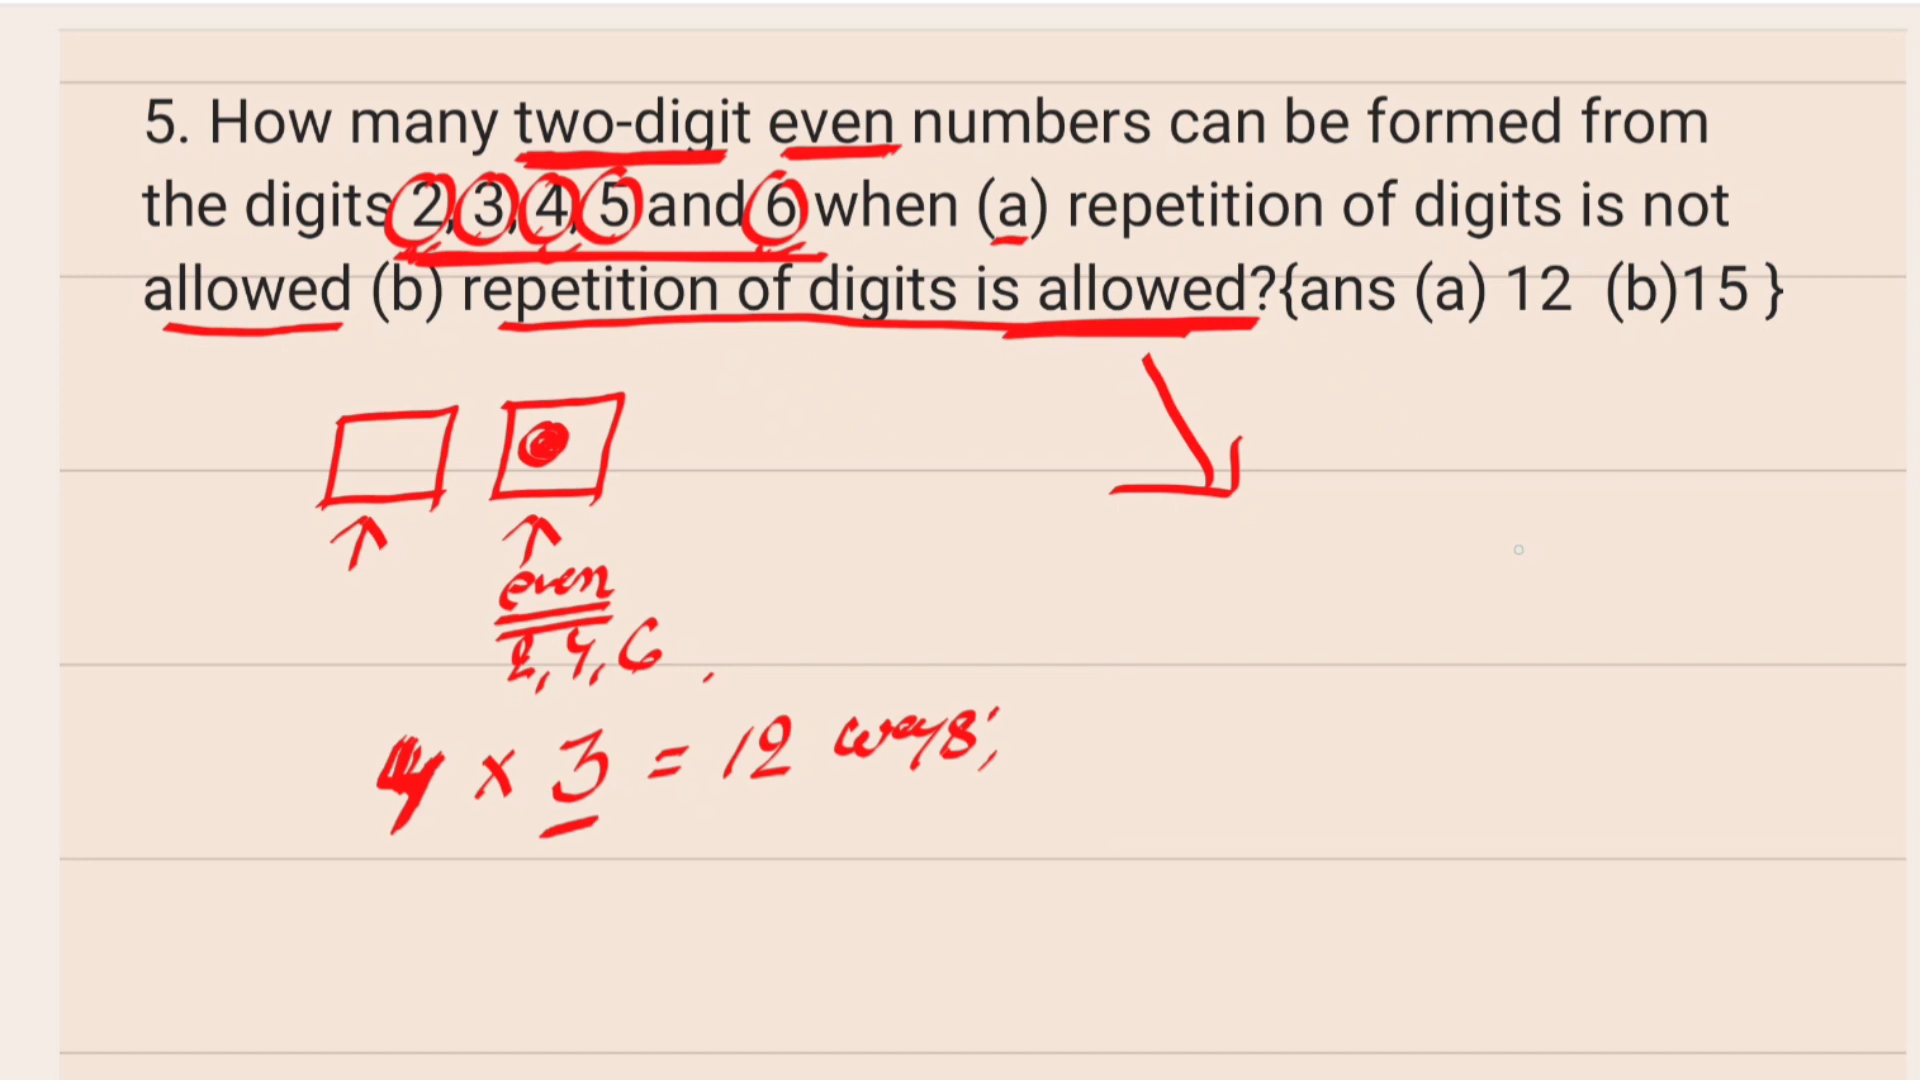 5. How many two-digit even numbers can be formed from
the digits 2, 3, 4, 5 and 6 when (a) repetition of digits is not
allowed (b) repetition of digits is allowed?{ans (a) 12 (b)15 }
even
2, 4, 6
4 x 3 = 12 ways;